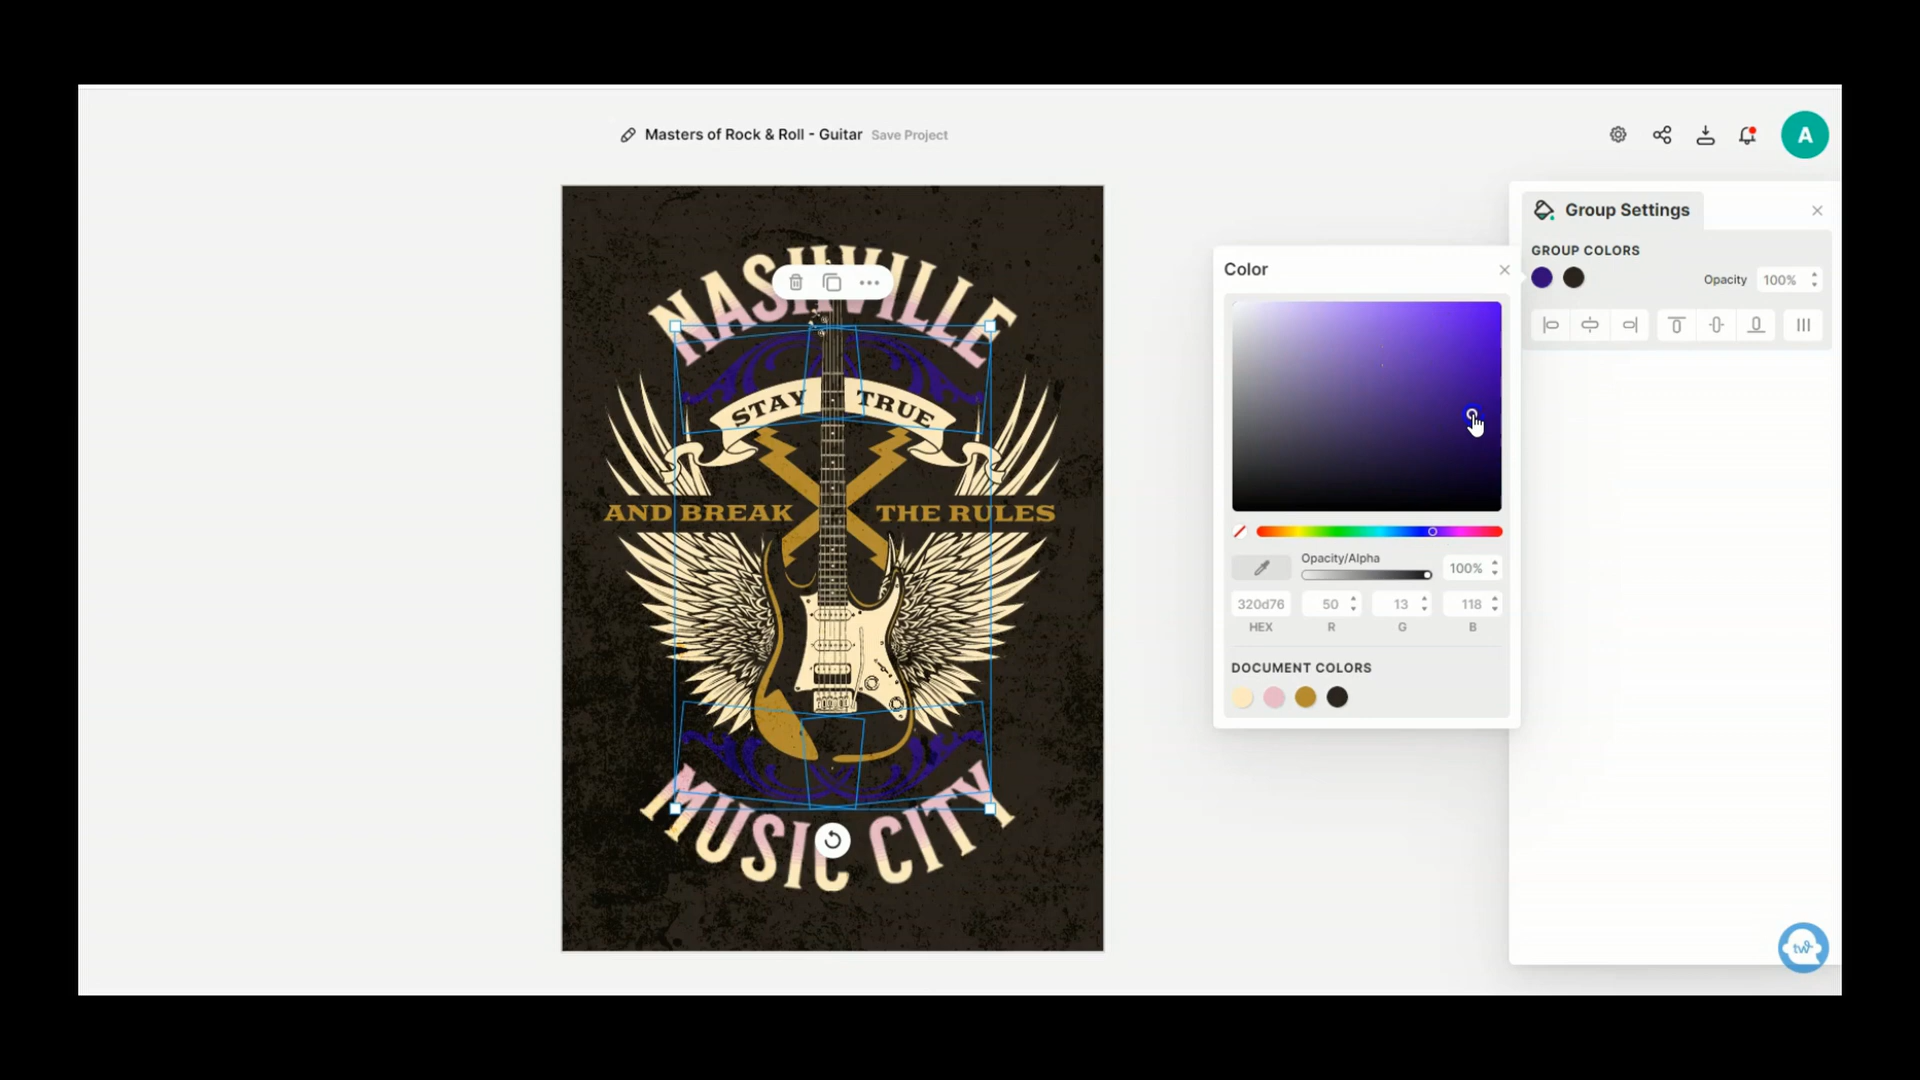 Masters of Rock & Roll - Guitar Save Project
A
Group Settings
GROUP COLORS
Opacity 100%
Color
Opacity/Alpha
100%
320d76 50 13 118
HEX R G B
DOCUMENT COLORS
NASHVILLE
STAY TRUE
AND BREAK THE RULES
MUSIC CITY
tw